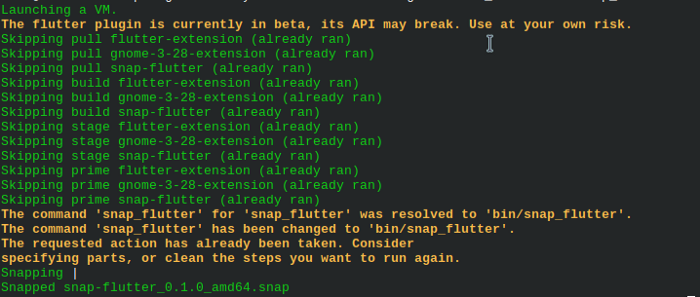 Launching a VM.
The flutter plugin is currently in beta, its API may break. Use at your own risk.
Skipping pull flutter-extension (already ran)
Skipping pull gnome-3-28-extension (already ran)
Skipping pull snap-flutter (already ran)
Skipping build flutter-extension (already ran)
Skipping build gnome-3-28-extension (already ran)
Skipping build snap-flutter (already ran)
Skipping stage flutter-extension (already ran)
Skipping stage gnome-3-28-extension (already ran)
Skipping stage snap-flutter (already ran)
Skipping prime flutter-extension (already ran)
Skipping prime gnome-3-28-extension (already ran)
Skipping prime snap-flutter (already ran)
The command 'snap_flutter' for 'snap_flutter' was resolved to 'bin/snap_flutter'.
The command 'snap_flutter' has been changed to 'bin/snap_flutter'.
The requested action has already been taken. Consider
specifying parts, or clean the steps you want to run again.
Snapping |
Snapped snap-flutter_0.1.0_amd64.snap